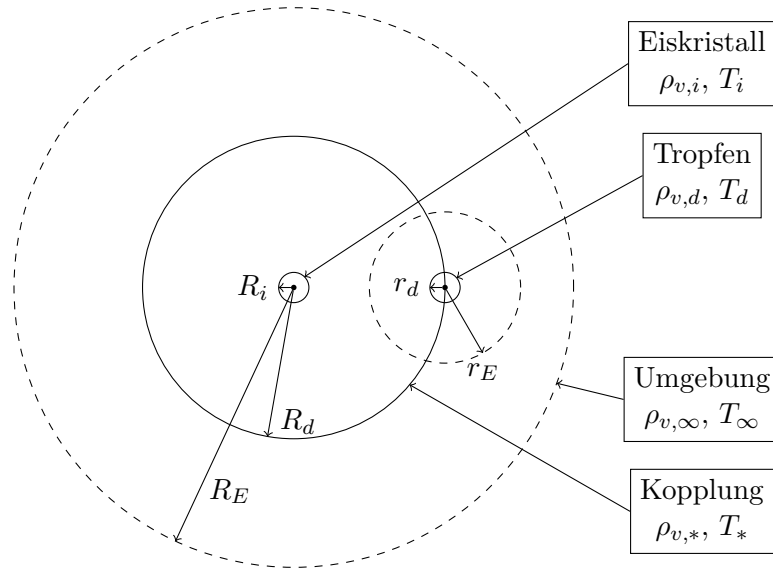 Eiskristall
ρ_{v,i}, T_i
Tropfen
ρ_{v,d}, T_d
R_i
r_d
r_E
Umgebung
ρ_{v,∞}, T_∞
R_d
R_E
Kopplung
ρ_{v,*}, T_*